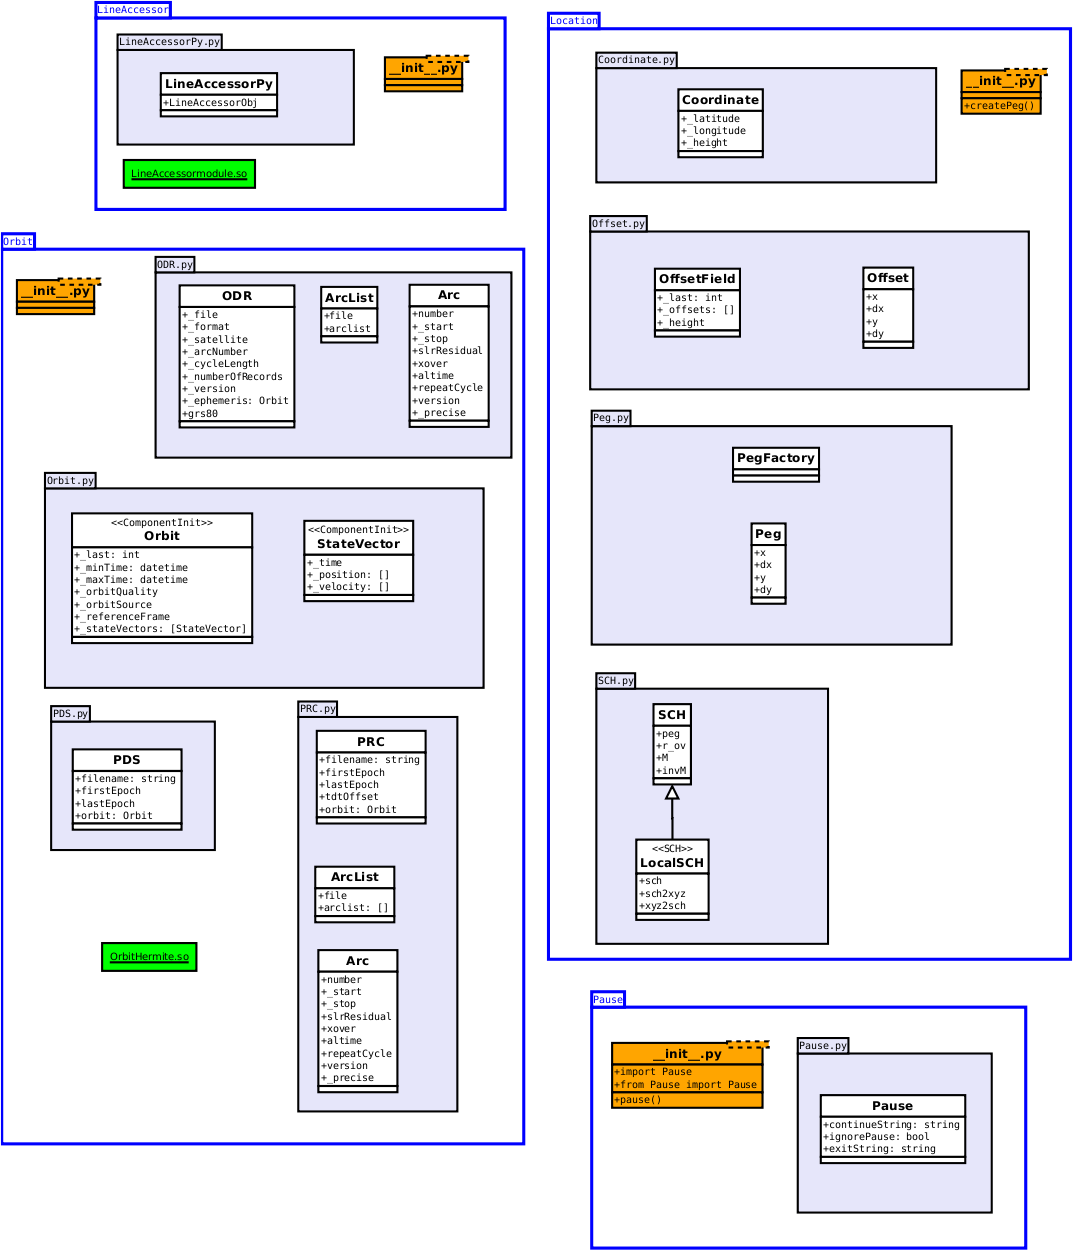 LineAccessor
LineAccessorPy.py
LineAccessorPy
+LineAccessorObj
__init__.py
LineAccessormodule.so
Orbit
__init__.py
ODR.py
ODR
+_file
+_format
+_satellite
+_arcNumber
+_cycleLength
+_numberOfRecords
+_version
+_ephemeris: Orbit
+grs80
ArcList
+file
+arclist
Arc
+number
+_start
+_stop
+slrResidual
+xover
+altime
+repeatCycle
+version
+_precise
Orbit.py
<<ComponentInit>>
Orbit
+_last: int
+_minTime: datetime
+_maxTime: datetime
+_orbitQuality
+_orbitSource
+_referenceFrame
+_stateVectors: [StateVector]
<<ComponentInit>>
StateVector
+_time
+_position: []
+_velocity: []
PDS.py
PDS
+filename: string
+firstEpoch
+lastEpoch
+orbit: Orbit
OrbitHermite.so
PRC.py
PRC
+filename: string
+firstEpoch
+lastEpoch
+tdtOffset
+orbit: Orbit
ArcList
+file
+arclist: []
Arc
+number
+_start
+_stop
+slrResidual
+xover
+altime
+repeatCycle
+version
+_precise
Location
Coordinate.py
Coordinate
+_latitude
+_longitude
+_height
__init__.py
+createPeg()
Offset.py
OffsetField
+_last: int
+_offsets: []
+_height
Offset
+x
+dx
+y
+dy
Peg.py
PegFactory
Peg
+x
+dx
+y
+dy
SCH.py
SCH
+peg
+r_ov
+M
+invM
<<SCH>>
LocalSCH
+sch
+sch2xyz
+xyz2sch
Pause
__init__.py
+import Pause
+from Pause import Pause
+pause()
Pause.py
Pause
+continueString: string
+ignorePause: bool
+exitString: string